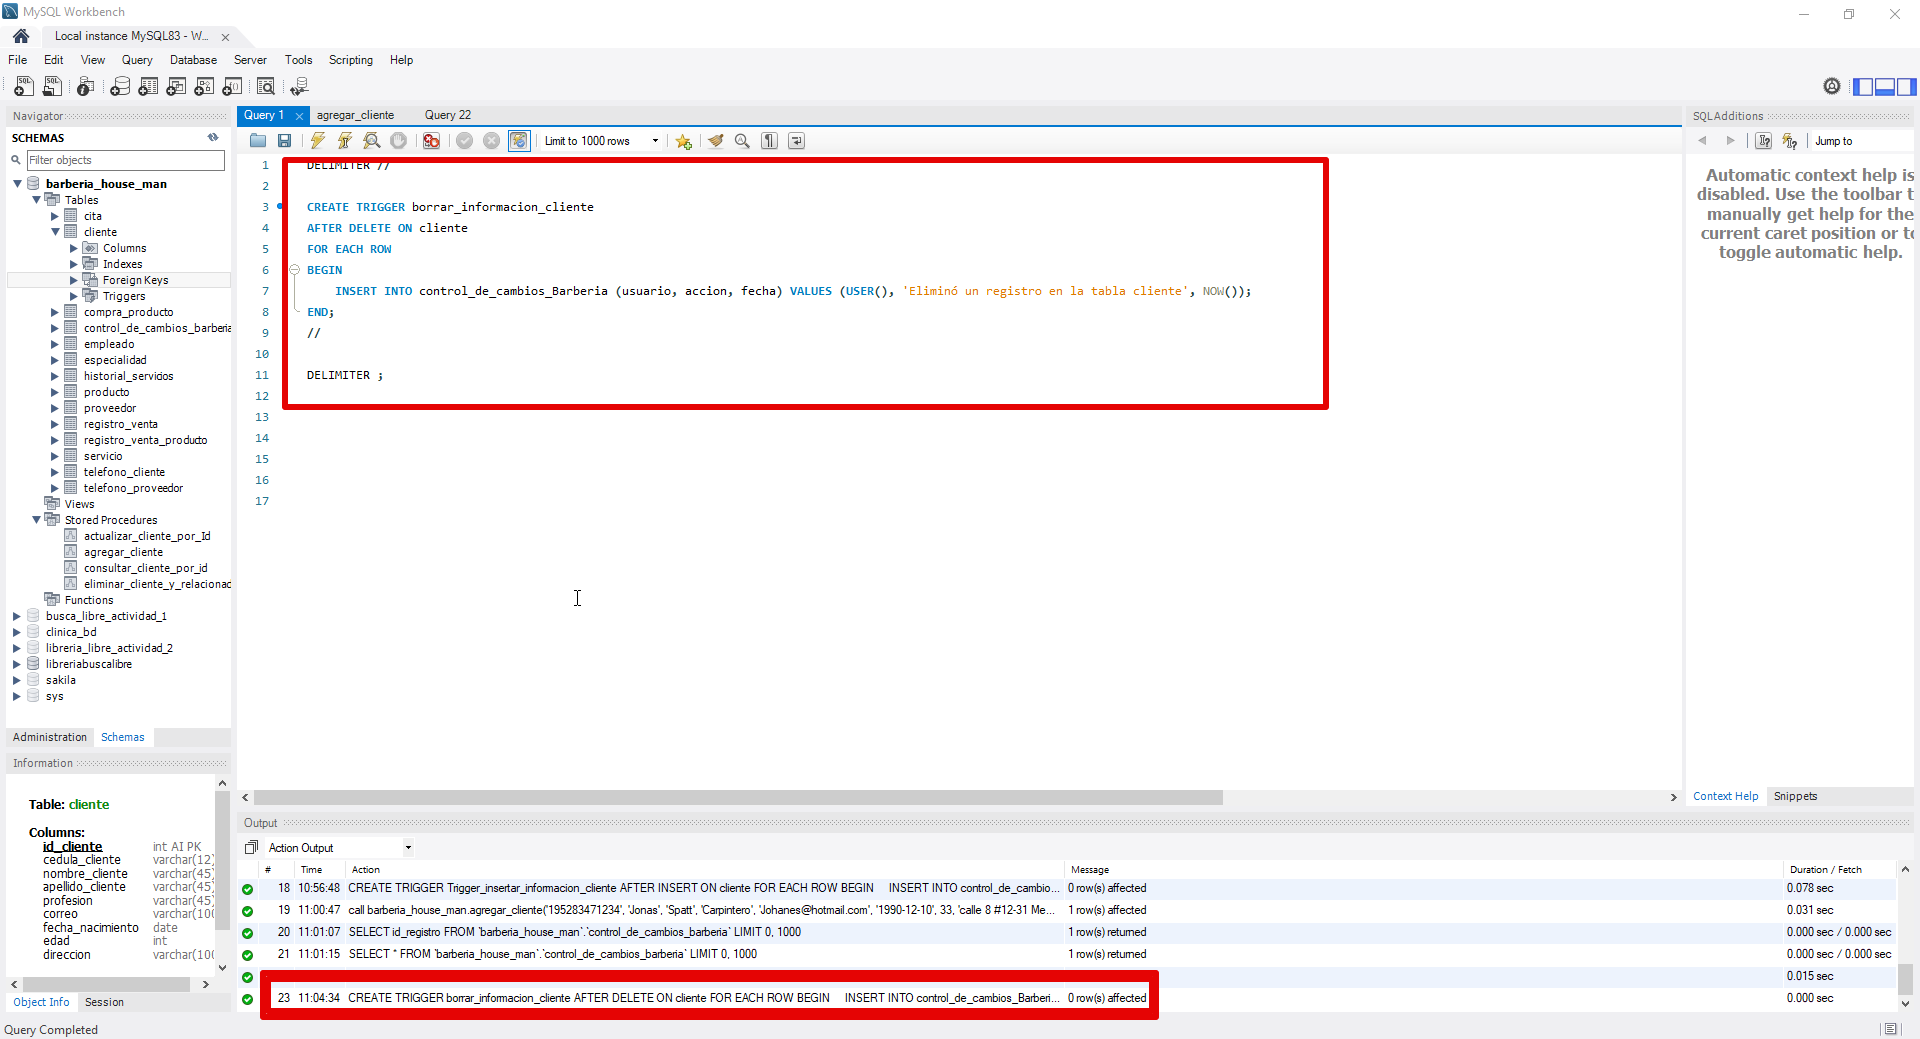 MySQL Workbench
Local instance MySQL83 - W...
File Edit View Query Database Server Tools Scripting Help
Navigator
SCHEMAS
Filter objects
barberia_house_man
Tables
cita
cliente
Columns
Indexes
Foreign Keys
Triggers
compra_producto
control_de_cambios_barberia
empleado
especialidad
historial_servicios
producto
proveedor
registro_venta
registro_venta_producto
servicio
telefono_cliente
telefono_proveedor
Views
Stored Procedures
actualizar_cliente_por_Id
agregar_cliente
consultar_cliente_por_id
eliminar_cliente_y_relacionad
Functions
busca_libre_actividad_1
clinica_bd
libreria_libre_actividad_2
libreriabuscalibre
sakila
sys
Administration Schemas
Information
Table: cliente
Columns:
id_cliente int AI PK
cedula_cliente varchar(12)
nombre_cliente varchar(45)
apellido_cliente varchar(45)
profesion varchar(45)
correo varchar(100
fecha_nacimiento date
edad int
direccion varchar(100
Object Info Session
Query Completed
Query 1 agregar_cliente Query 22
Limit to 1000 rows
1 DELIMITER //
2
3 CREATE TRIGGER borrar_informacion_cliente
4 AFTER DELETE ON cliente
5 FOR EACH ROW
6 BEGIN
7 INSERT INTO control_de_cambios_Barberia (usuario, accion, fecha) VALUES (USER(), 'Eliminó un registro en la tabla cliente', NOW());
8 END;
9 //
10
11 DELIMITER ;
12
13
14
15
16
17
SQLAdditions
Jump to
Automatic context help is
disabled. Use the toolbar t
manually get help for the
current caret position or to
toggle automatic help.
Context Help Snippets
Output
Action Output
# Time Action Message Duration / Fetch
18 10:56:48 CREATE TRIGGER Trigger_insertar_informacion_cliente AFTER INSERT ON cliente FOR EACH ROW BEGIN INSERT INTO control_de_cambio... 0 row(s) affected 0.078 sec
19 11:00:47 call barberia_house_man.agregar_cliente('195283471234', 'Jonas', 'Spatt', 'Carpintero', 'Johanes@hotmail.com', '1990-12-10', 33, 'calle 8 #12-31 Me... 1 row(s) affected 0.031 sec
20 11:01:07 SELECT id_registro FROM `barberia_house_man`.`control_de_cambios_barberia` LIMIT 0, 1000 1 row(s) returned 0.000 sec / 0.000 sec
21 11:01:15 SELECT * FROM `barberia_house_man`.`control_de_cambios_barberia` LIMIT 0, 1000 1 row(s) returned 0.000 sec / 0.000 sec
0.015 sec
23 11:04:34 CREATE TRIGGER borrar_informacion_cliente AFTER DELETE ON cliente FOR EACH ROW BEGIN INSERT INTO control_de_cambios_Barberi... 0 row(s) affected 0.000 sec